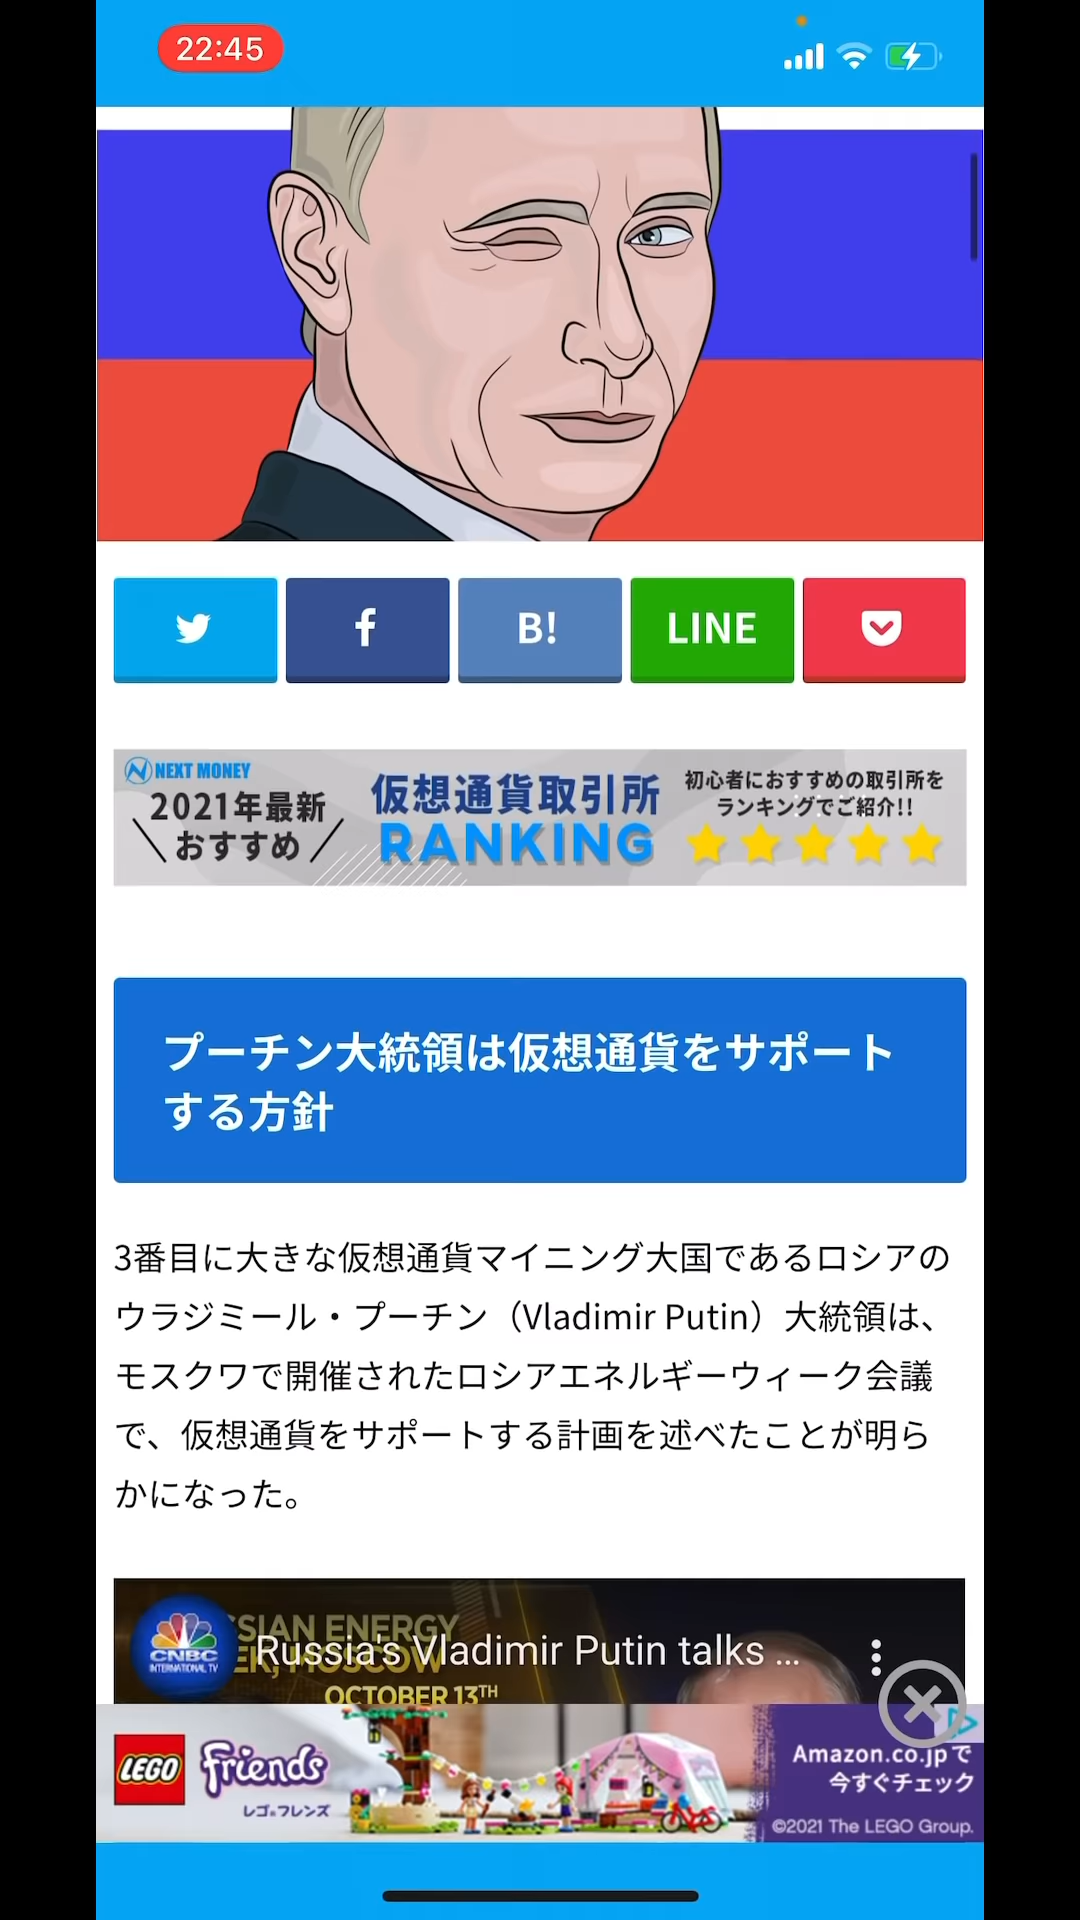 22:45
B!
LINE
NEXT MONEY
2021年最新
おすすめ
仮想通貨取引所
RANKING
初心者におすすめの取引所を
ランキングでご紹介!!
プーチン大統領は仮想通貨をサポート
する方針
3番目に大きな仮想通貨マイニング大国であるロシアの
ウラジミール・プーチン（Vladimir Putin）大統領は、
モスクワで開催されたロシアエネルギーウィーク会議
で、仮想通貨をサポートする計画を述べたことが明ら
かになった。
SSIAN ENERGY
EK, MOSCOW
OCTOBER 13TH
CNBC
INTERNATIONAL TV
Russia's Vladimir Putin talks ...
LEGO
Friends
レゴ®フレンズ
Amazon.co.jpで
今すぐチェック
©2021 The LEGO Group.